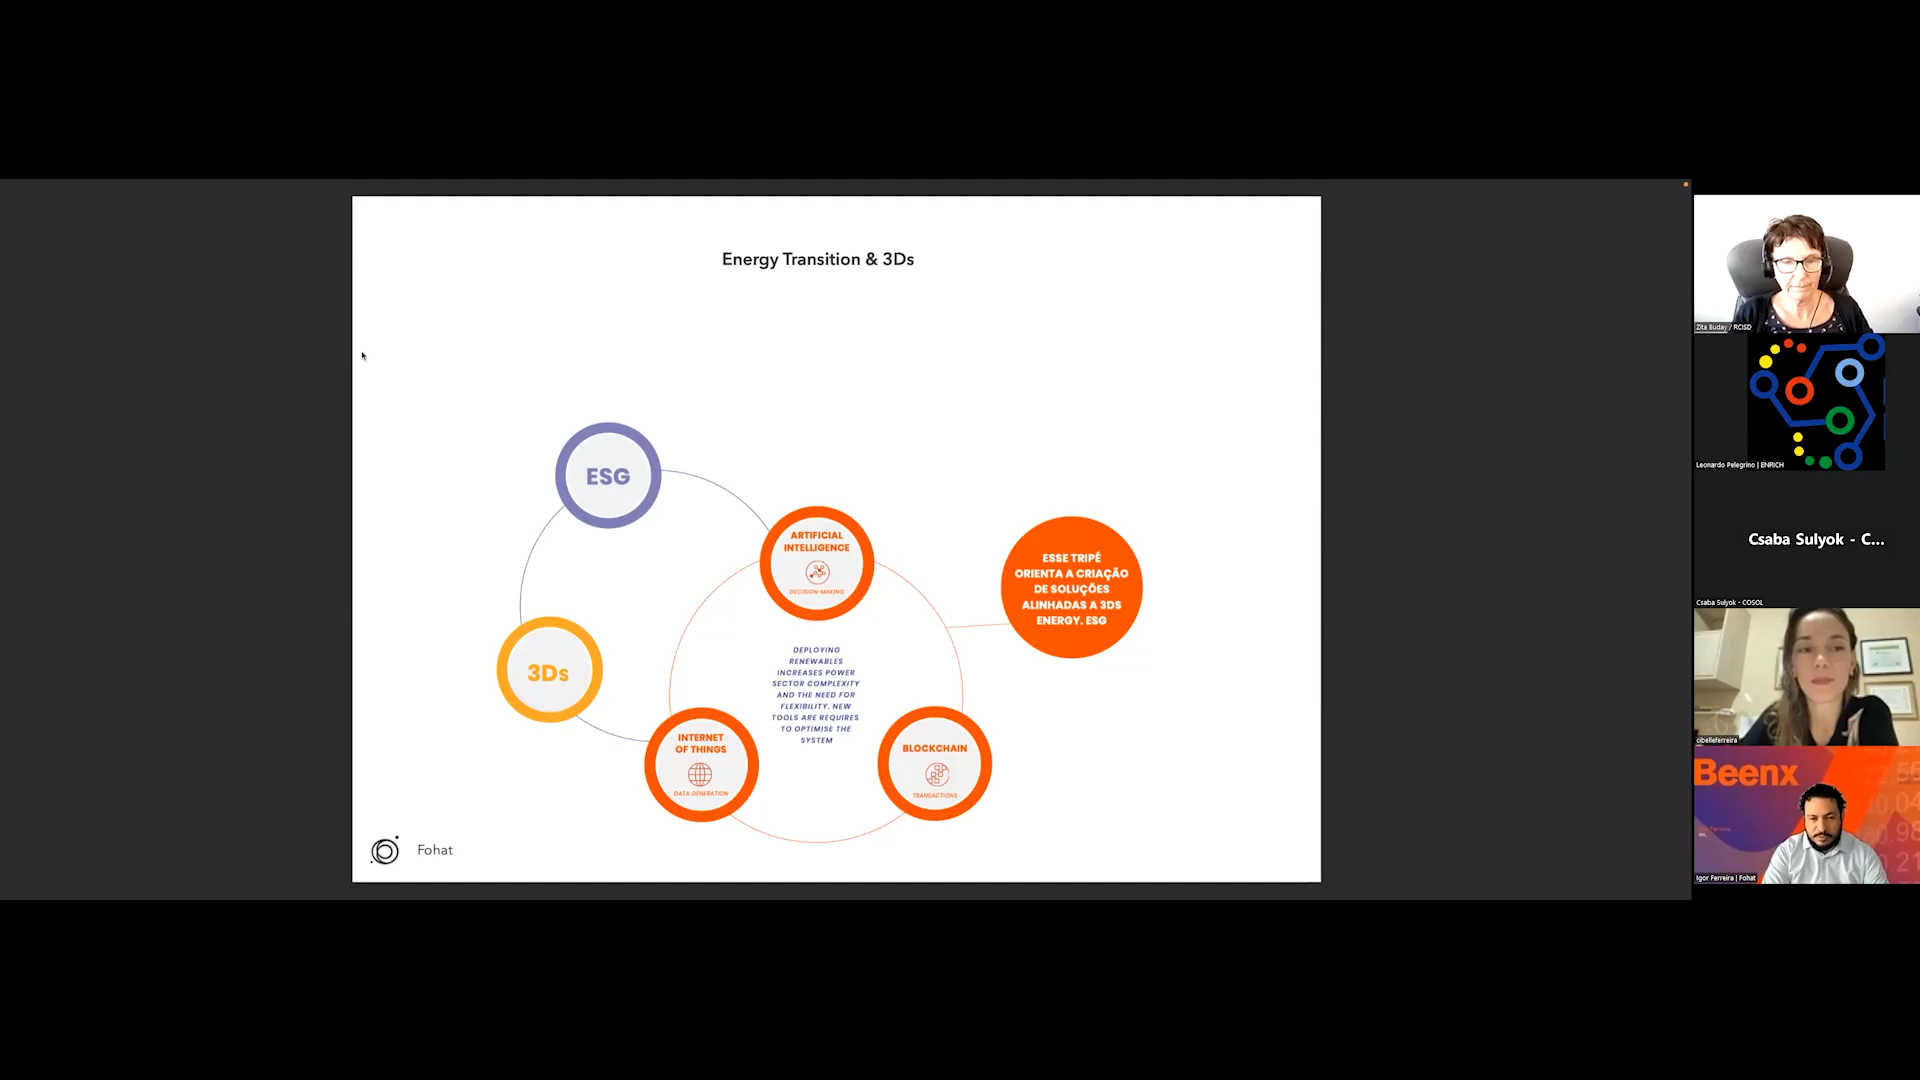 Energy Transition & 3Ds
ESG
ARTIFICIAL
INTELLIGENCE
DECISION-MAKING
ESSE TRIPÉ
ORIENTA A CRIAÇÃO
DE SOLUÇÕES
ALINHADAS A 3DS
ENERGY. ESG
3Ds
DEPLOYING
RENEWABLES
INCREASES POWER
SECTOR COMPLEXITY
AND THE NEED FOR
FLEXIBILITY. NEW
TOOLS ARE REQUIRES
TO OPTIMISE THE
SYSTEM
INTERNET
OF THINGS
DATA GENERATION
BLOCKCHAIN
TRANSACTIONS
Fohat
Zita Buday / RCISD
Leonardo Pelegrino | ENRICH
Csaba Sulyok - C...
Csaba Sulyok - COSOL
cibelleferreira
Beenx
Igor Ferreira | Fohat